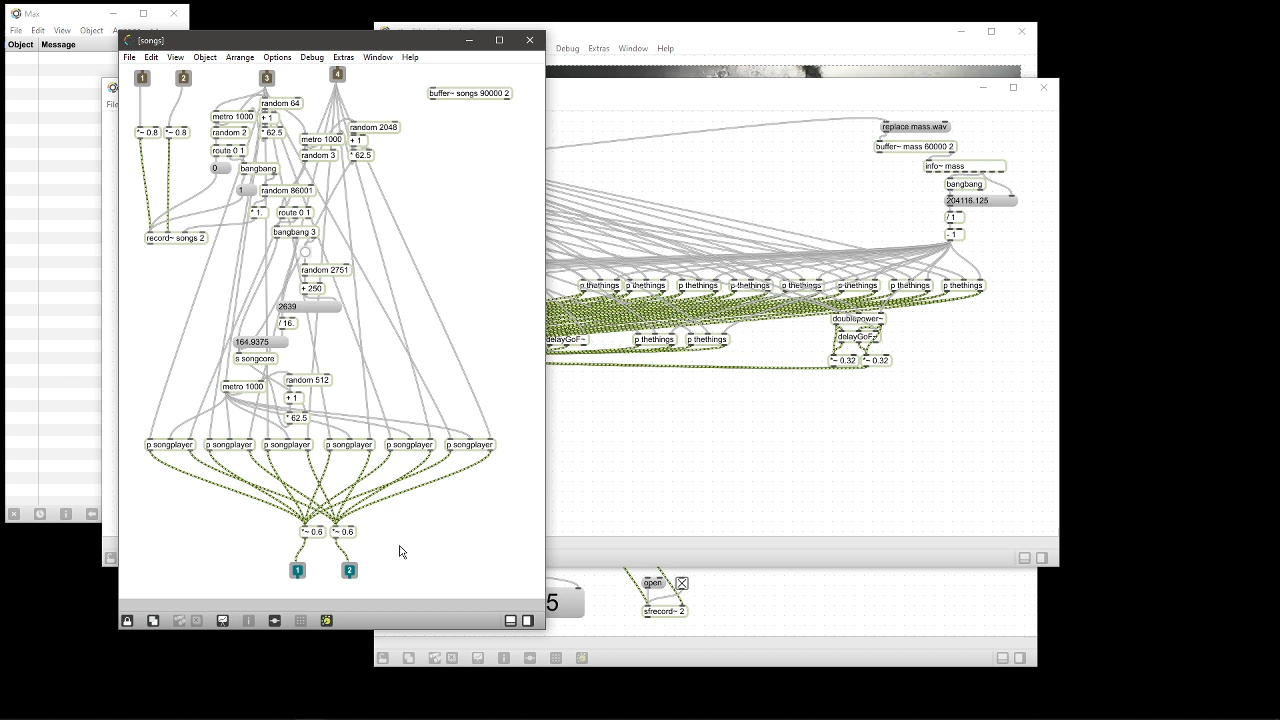 Max
File Edit View Object
Object Message
[songs]
File Edit View Object Arrange Options Debug View Extras Window Help
1
2
3
4
buffer~ songs 90000 2
random 64
metro 1000
+ 1
*~ 0.8
*~ 0.8
random 2
* 62.5
random 2048
metro 1000
+ 1
route 0 1
random 3
* 62.5
0
bangbang
1
random 86001
* 1.
route 0 1
record~ songs 2
bangbang 3
random 2751
+ 250
2639
/ 16.
164.9375
s songcore
metro 1000
random 512
+ 1
* 62.5
p songplayer
p songplayer
p songplayer
p songplayer
p songplayer
p songplayer
*~ 0.6
*~ 0.6
1
2
Debug Extras Window Help
replace mass.wav
buffer~ mass 60000 2
info~ mass
bangbang
204116.125
/ 1
- 1
p thethings
p thethings
p thethings
p thethings
p thethings
p thethings
p thethings
p thethings
doublepower~
delayGoF~
p thethings
p thethings
delayGoF~
*~ 0.32
*~ 0.32
5
open
sfrecord~ 2